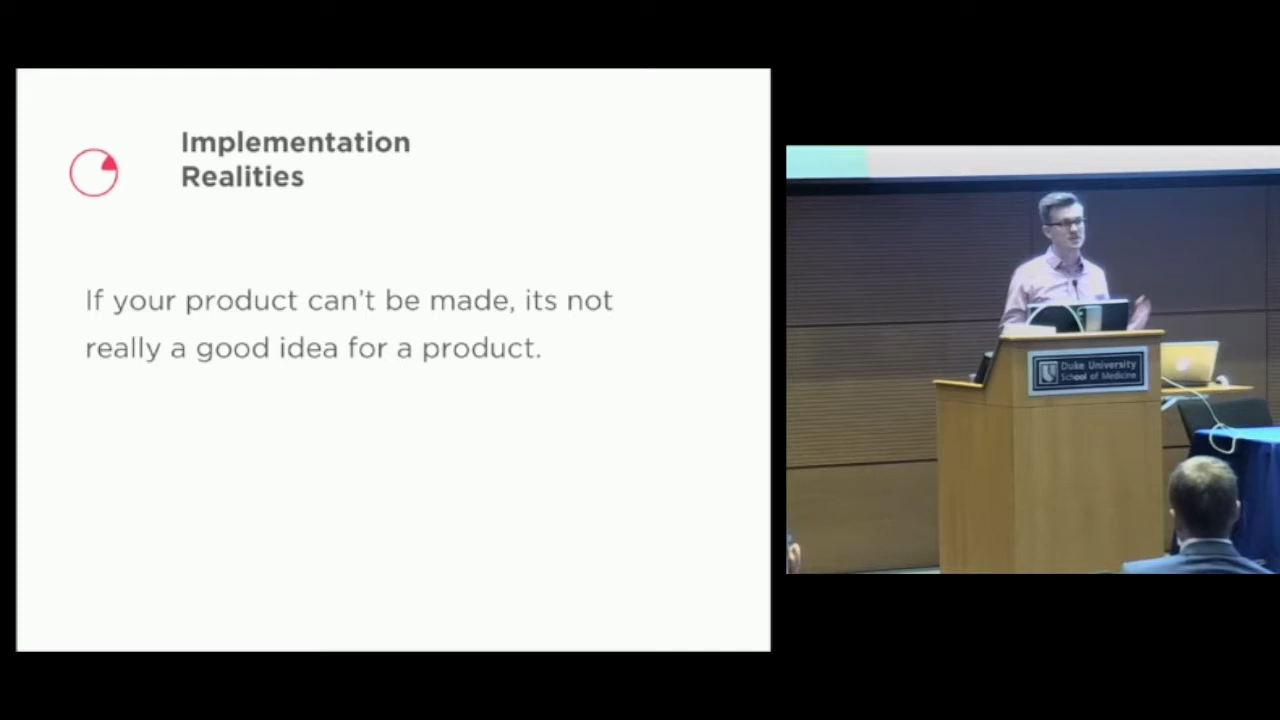 Implementation
Realities
If your product can't be made, its not
really a good idea for a product.
Duke University
School of Medicine